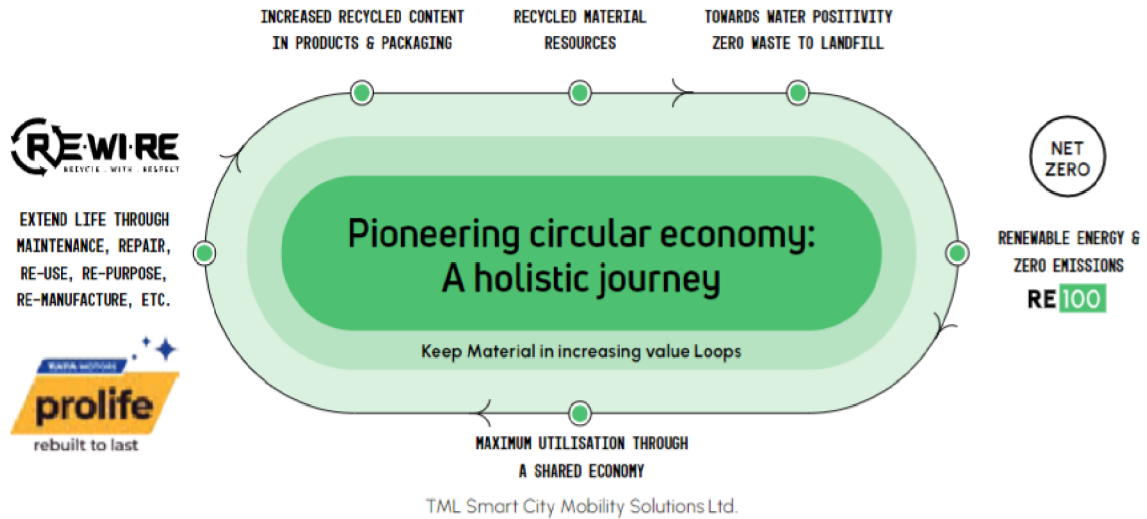 INCREASED RECYCLED CONTENT
IN PRODUCTS & PACKAGING
RECYCLED MATERIAL
RESOURCES
TOWARDS WATER POSITIVITY
ZERO WASTE TO LANDFILL
RE·WI·RE
RECYCLE . WITH . RESPECT
EXTEND LIFE THROUGH
MAINTENANCE, REPAIR,
RE-USE, RE-PURPOSE,
RE-MANUFACTURE, ETC.
TATA MOTORS
prolife
rebuilt to last
Pioneering circular economy:
A holistic journey
Keep Material in increasing value Loops
NET
ZERO
RENEWABLE ENERGY &
ZERO EMISSIONS
RE100
MAXIMUM UTILISATION THROUGH
A SHARED ECONOMY
TML Smart City Mobility Solutions Ltd.